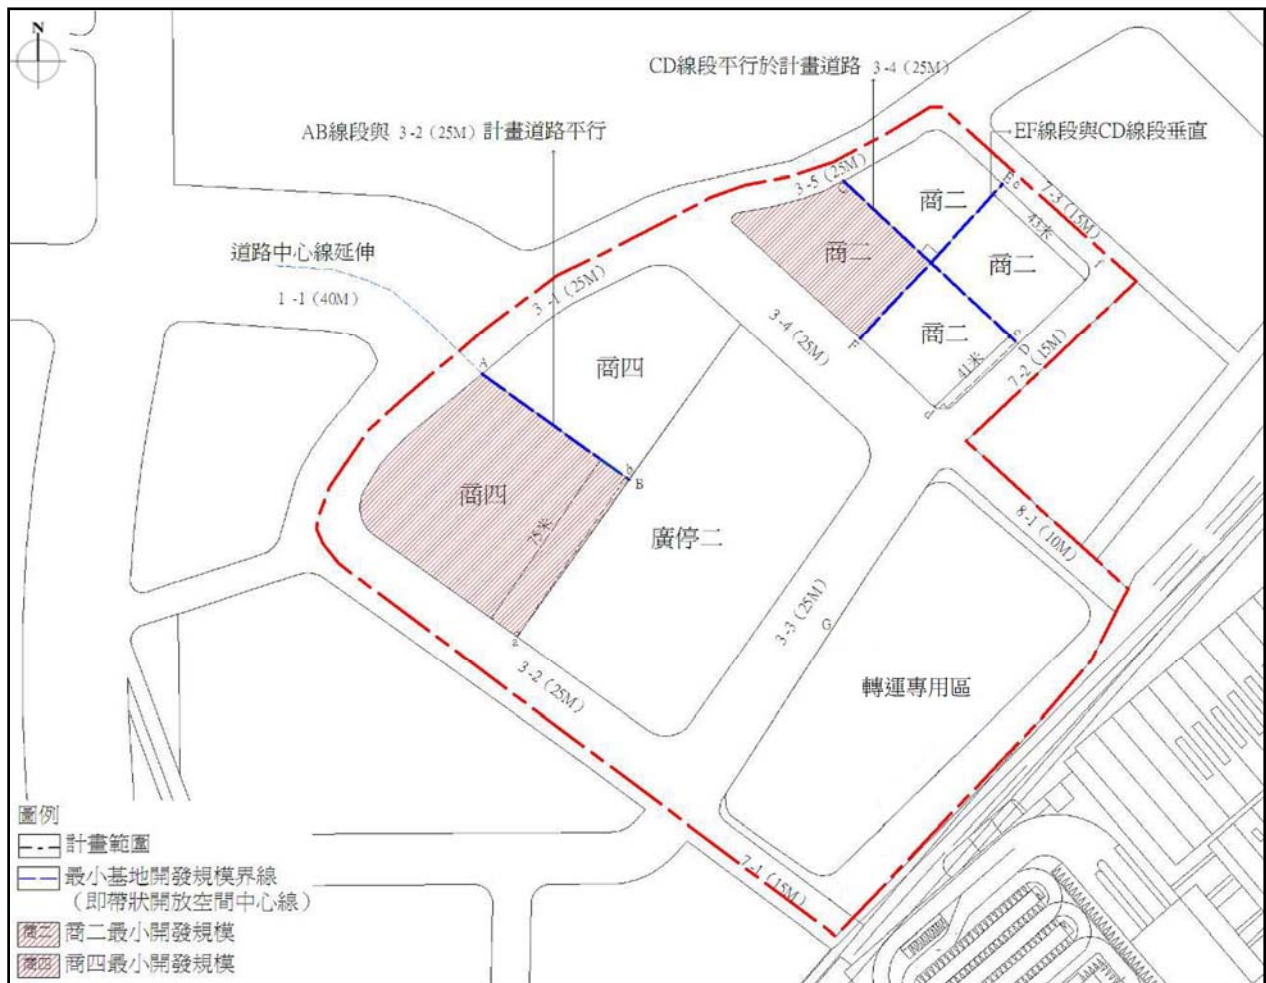 N
CD線段平行於計畫道路 3-4(25M)
AB線段與 3-2(25M)計畫道路平行
EF線段與CD線段垂直
3-5(25M)
商二
E e
7-3(15M)
43米
道路中心線延伸
1-1(40M)
C
商二
商二
f
3-1(25M)
3-4(25M)
商二
F
D
41米
7-2(15M)
A
商四
商四
b
B
75米
廣停二
8-1(10M)
3-3(25M)
G
a
3-2(25M)
轉運專用區
7-1(15M)
圖例
計畫範圍
最小基地開發規模界線
(即帶狀開放空間中心線)
商二 商二最小開發規模
商四 商四最小開發規模